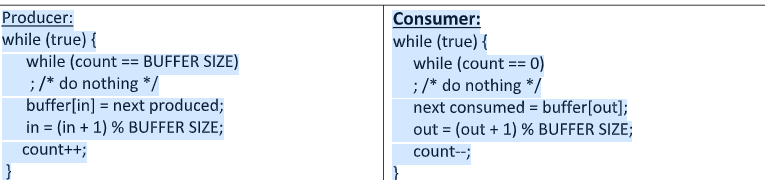 Producer:
while (true) {
while (count == BUFFER SIZE)
; /* do nothing */
buffer[in] = next produced;
in = (in + 1) % BUFFER SIZE;
count++;
}
Consumer:
while (true) {
while (count == 0)
; /* do nothing */
next consumed = buffer[out];
out = (out + 1) % BUFFER SIZE;
count--;
}